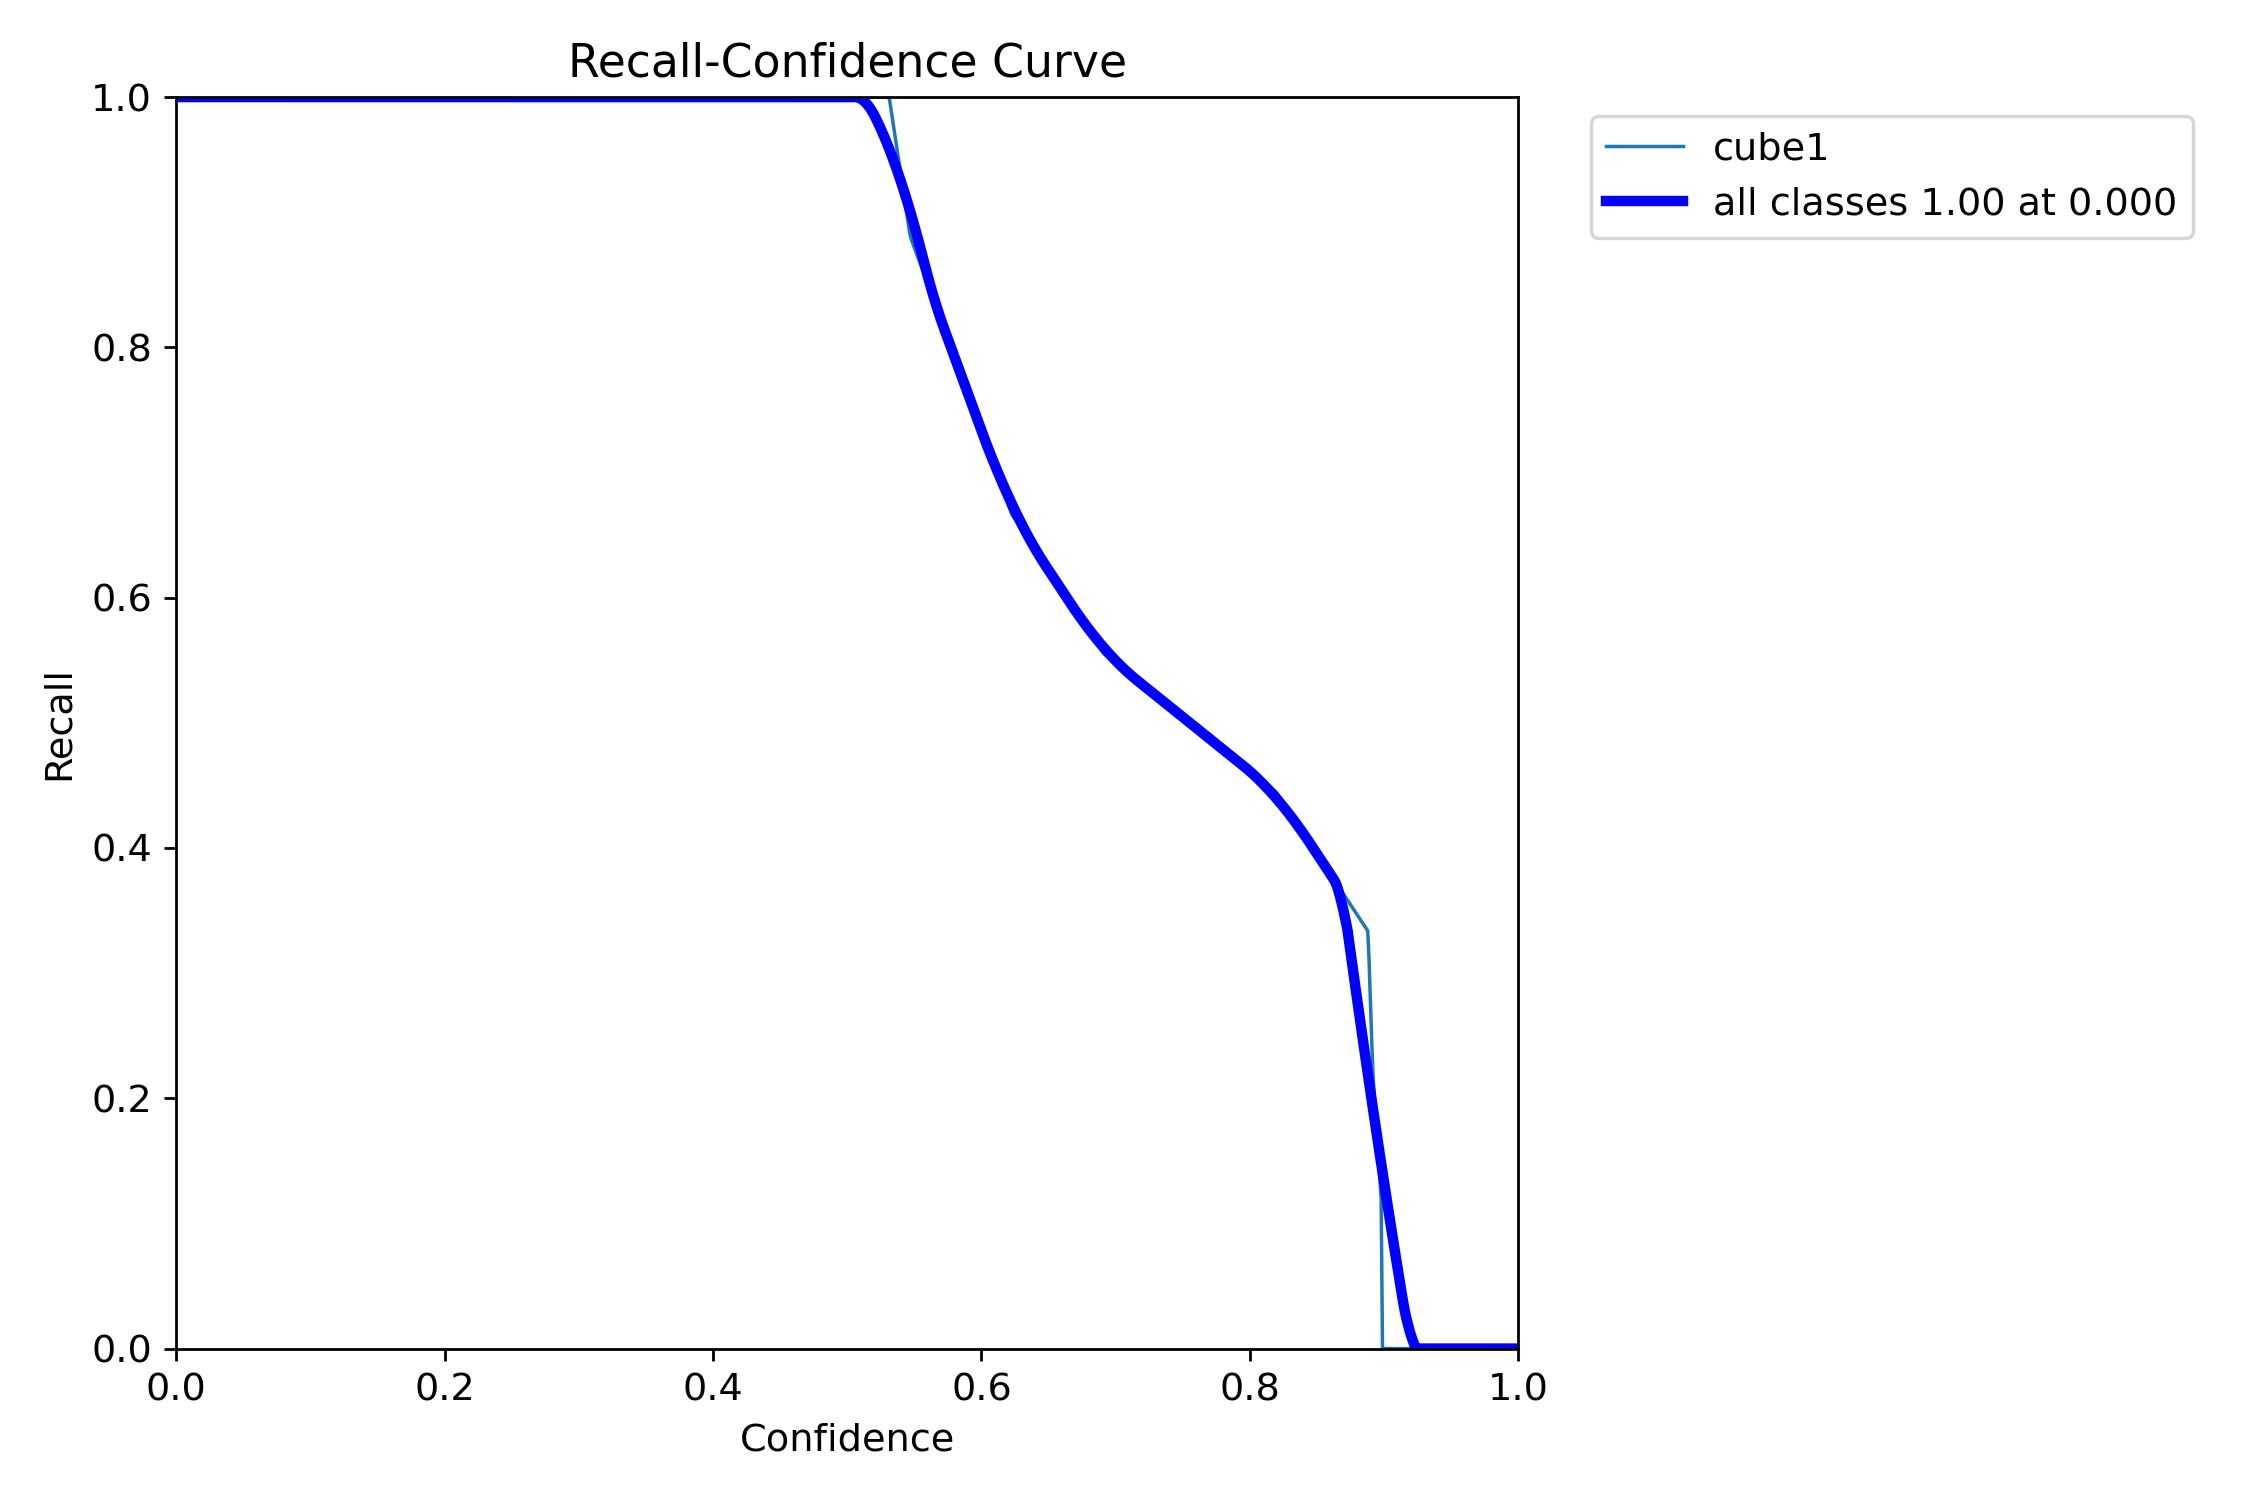 Recall-Confidence Curve
cube1
all classes 1.00 at 0.000
1.0
0.8
0.6
0.4
0.2
0.0
Recall
0.0 0.2 0.4 0.6 0.8 1.0
Confidence